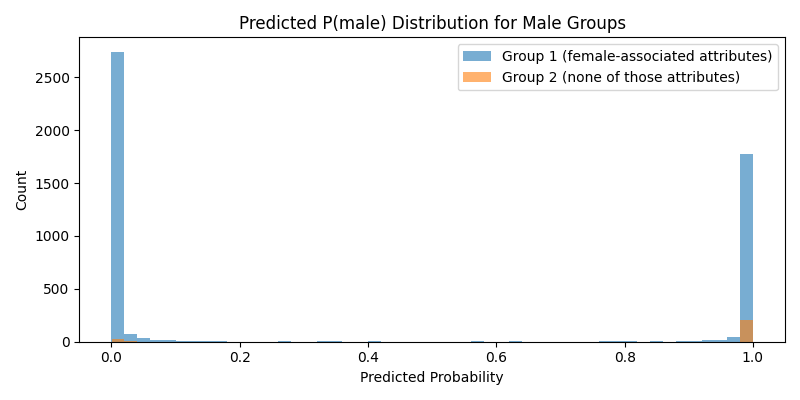 Predicted P(male) Distribution for Male Groups
Group 1 (female-associated attributes)
Group 2 (none of those attributes)
Count
2500
2000
1500
1000
500
0
0.0 0.2 0.4 0.6 0.8 1.0
Predicted Probability